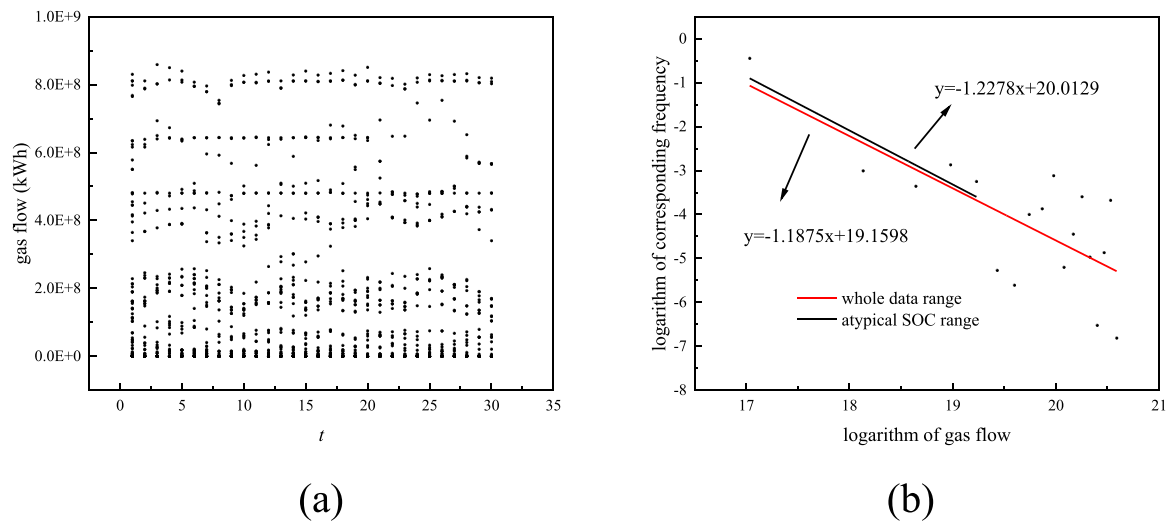 1.0E+9
8.0E+8
6.0E+8
4.0E+8
2.0E+8
0.0E+0
gas flow (kWh)
0 5 10 15 20 25 30 35
t
(a)
0
-1
-2
-3
-4
-5
-6
-7
-8
logarithm of corresponding frequency
y=-1.2278x+20.0129
y=-1.1875x+19.1598
whole data range
atypical SOC range
17 18 19 20 21
logarithm of gas flow
(b)